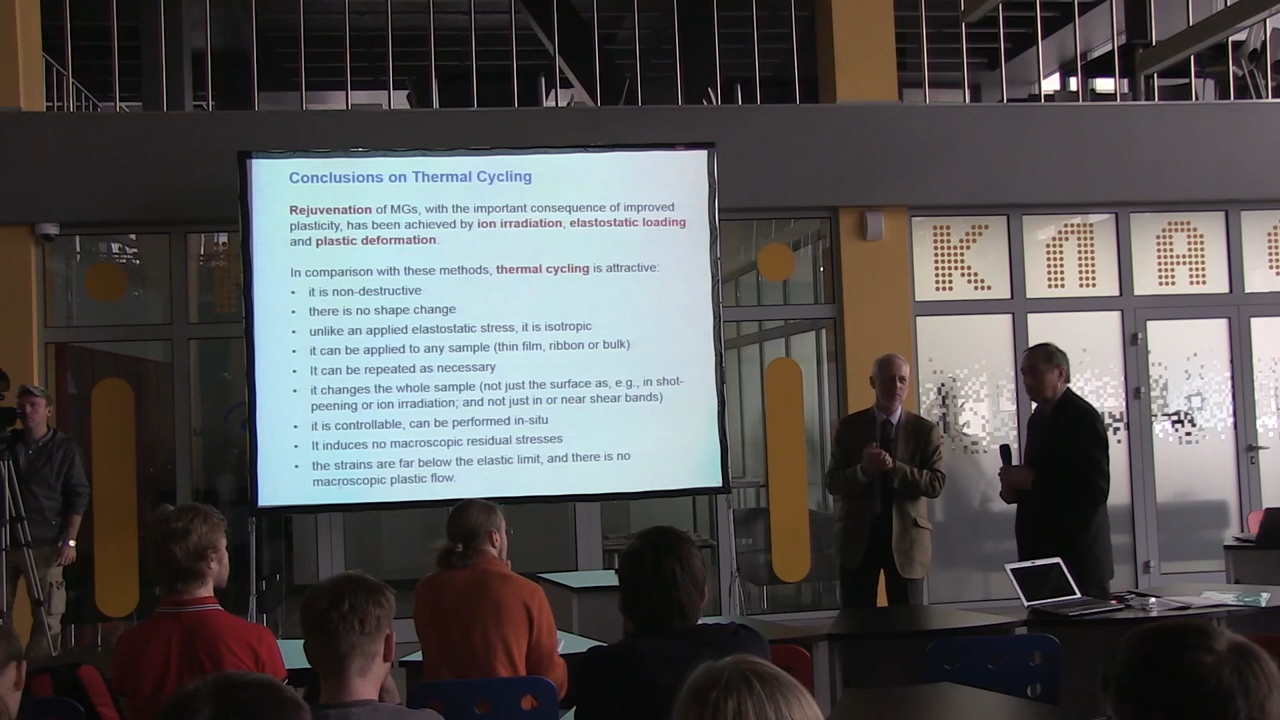 Conclusions on Thermal Cycling
Rejuvenation of MGs, with the important consequence of improved
plasticity, has been achieved by ion irradiation, elastostatic loading
and plastic deformation.
In comparison with these methods, thermal cycling is attractive:
• it is non-destructive
• there is no shape change
• unlike an applied elastostatic stress, it is isotropic
• it can be applied to any sample (thin film, ribbon or bulk)
• It can be repeated as necessary
• it changes the whole sample (not just the surface as, e.g., in shot-
peening or ion irradiation; and not just in or near shear bands)
• it is controllable, can be performed in-situ
• It induces no macroscopic residual stresses
• the strains are far below the elastic limit, and there is no
macroscopic plastic flow.
КЛАС